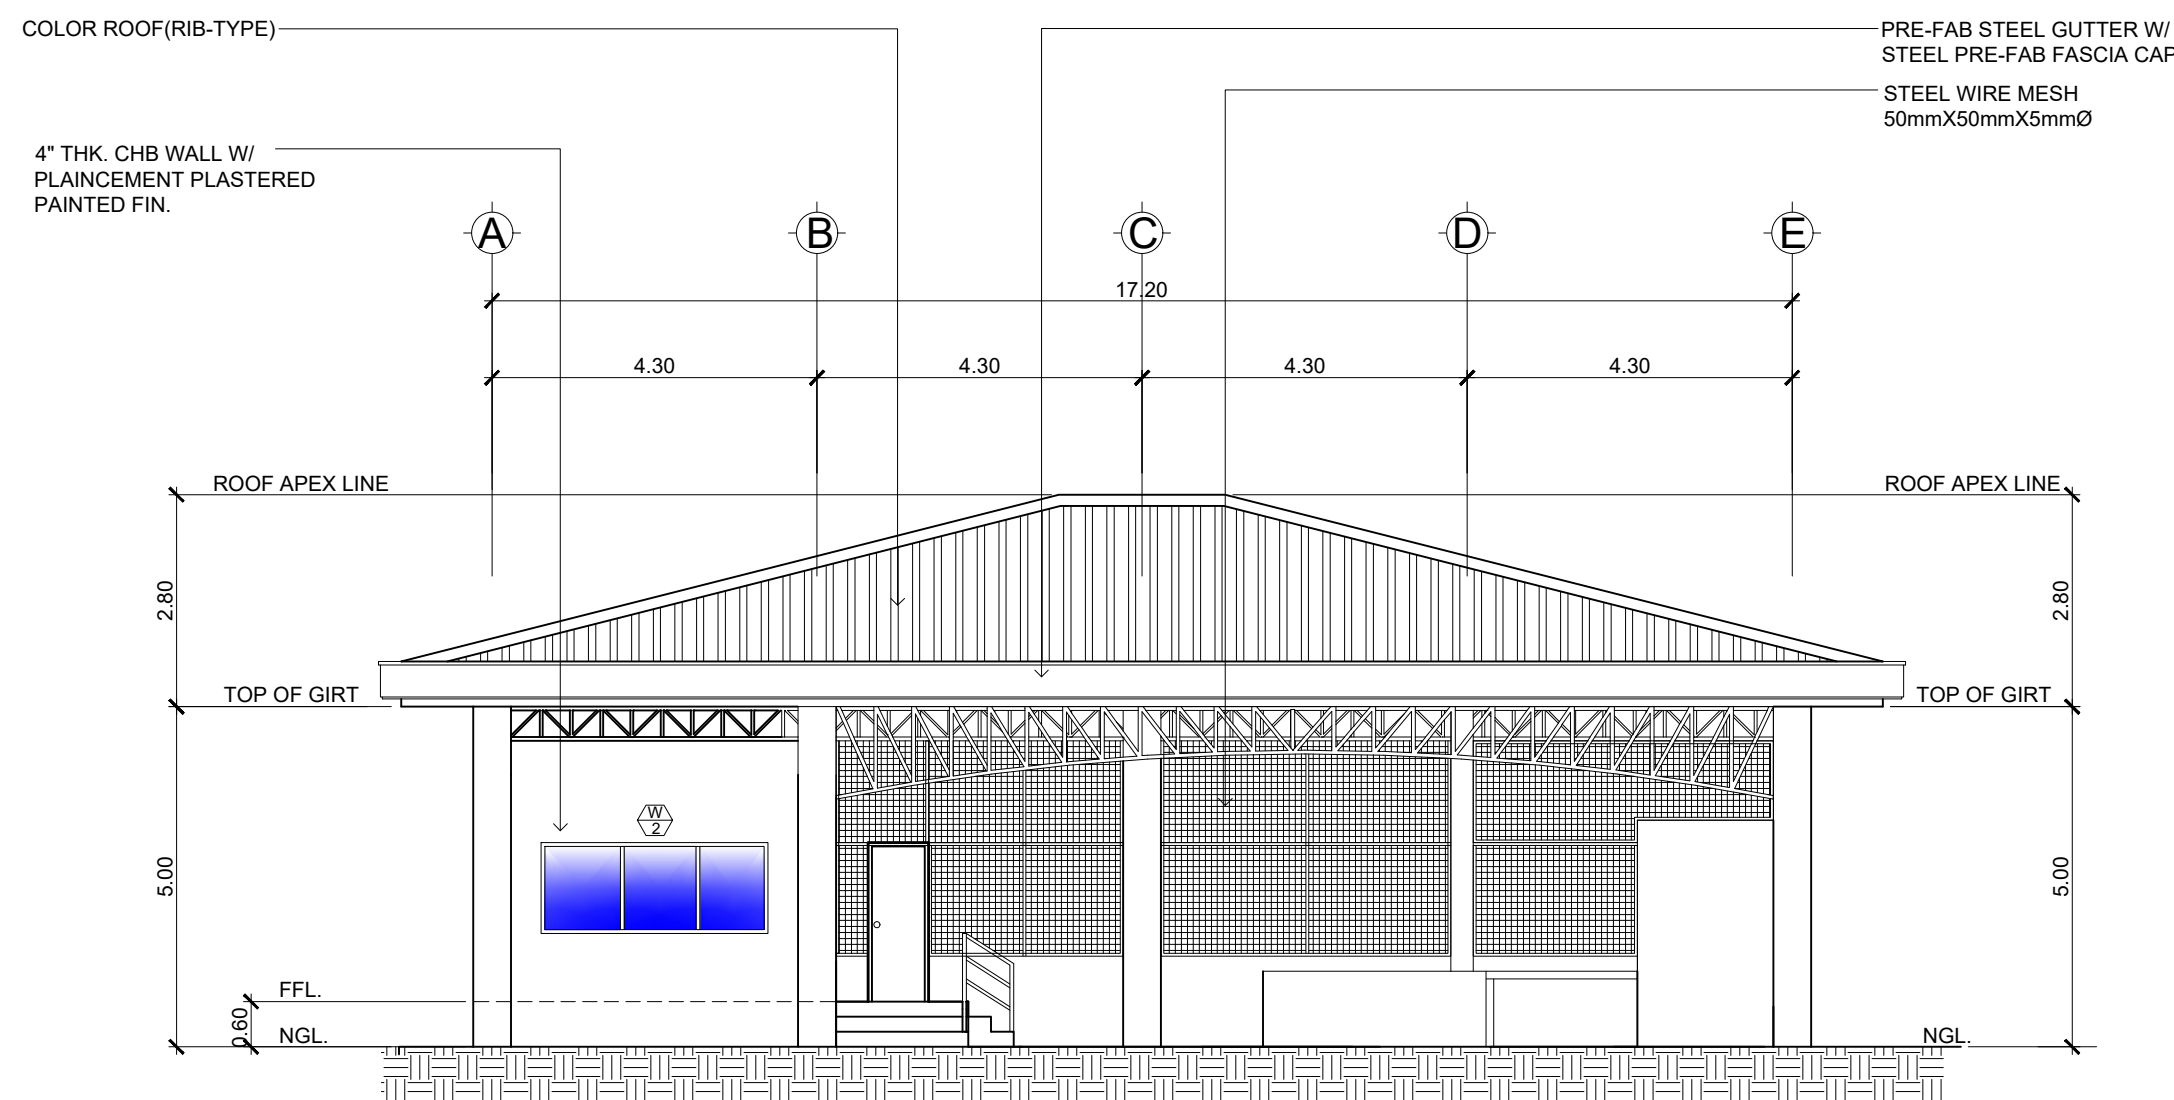 COLOR ROOF(RIB-TYPE)
PRE-FAB STEEL GUTTER W/
STEEL PRE-FAB FASCIA CAP
STEEL WIRE MESH
50mmX50mmX5mmØ
4" THK. CHB WALL W/
PLAINCEMENT PLASTERED
PAINTED FIN.
A B C D E
17.20
4.30 4.30 4.30 4.30
ROOF APEX LINE ROOF APEX LINE
2.80 2.80
TOP OF GIRT TOP OF GIRT
W
2
5.00 5.00
FFL.
0.60
NGL. NGL.